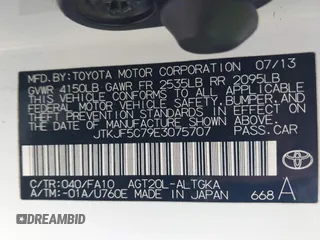 MFD.BY:TOYOTA MOTOR CORPORATION 07/13
GVWR 4150LB GAWR FR 2535LB RR 2095LB
THIS VEHICLE CONFORMS TO ALL APPLICABLE FEDERAL MOTOR VEHICLE SAFETY, BUMPER, AND THEFT PREVENTION STANDARDS IN EFFECT ON THE DATE OF MANUFACTURE SHOWN ABOVE.
JTKJF5C79E3075707
PASS.CAR
C/TR:040/FA10 AGT20L-ALTGKA
A/TM:-01A/U760E MADE IN JAPAN 668 A
TOYOTA